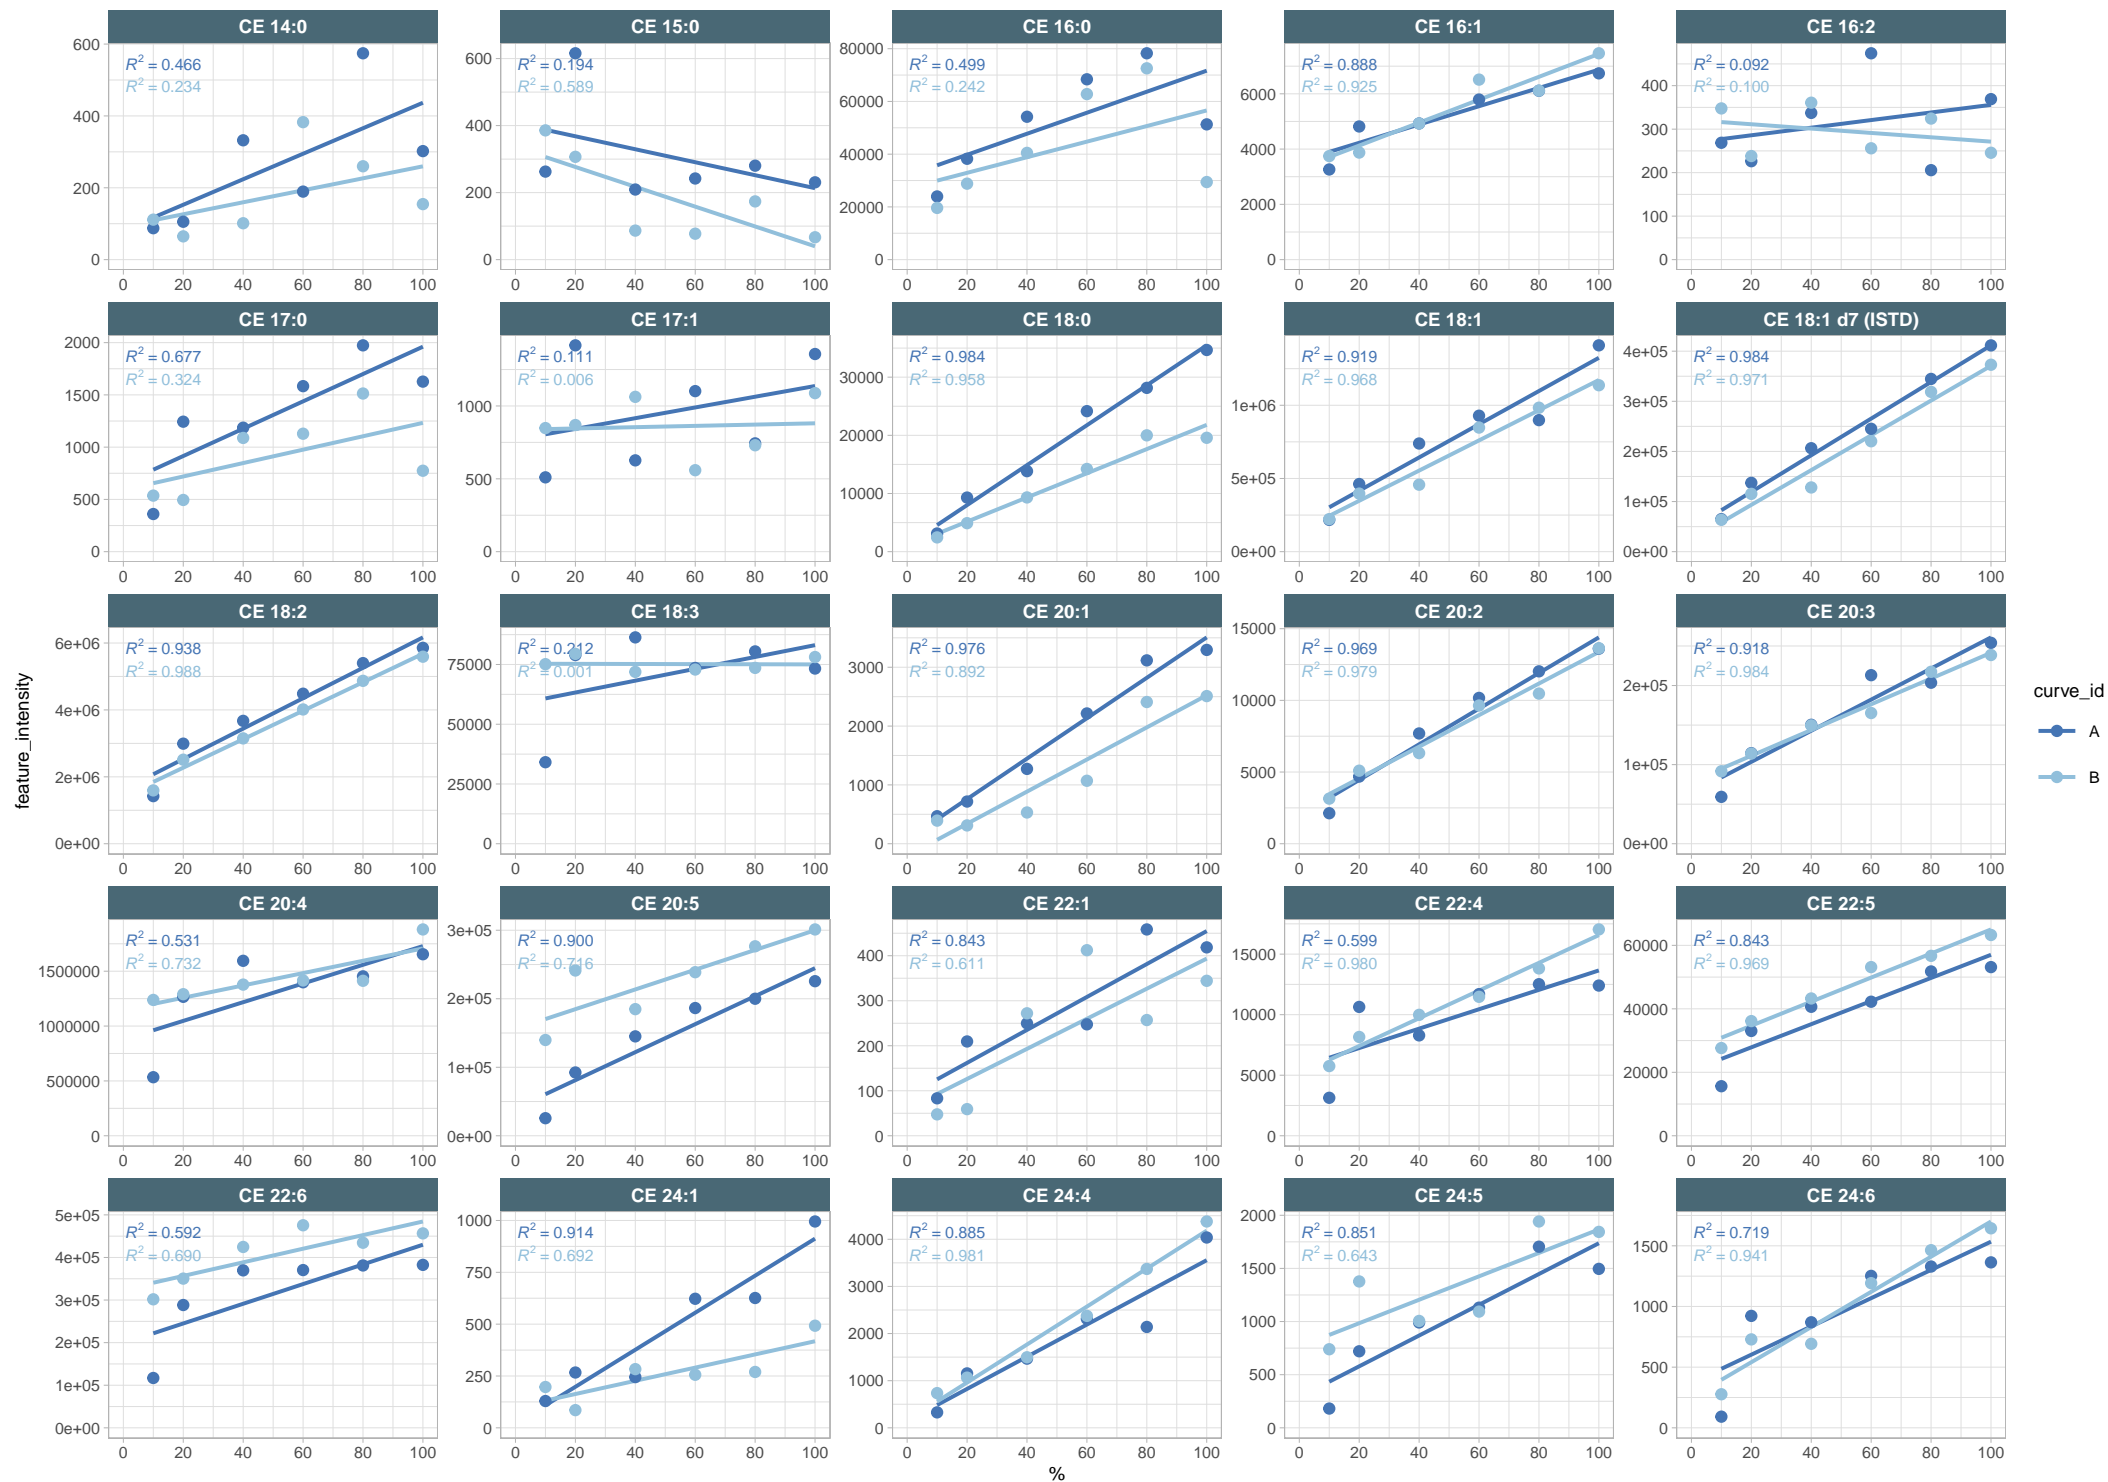 CE 14:0
CE 15:0
CE 16:0
CE 16:1
CE 16:2
R² = 0.466
R² = 0.234
600
400
200
0
0 20 40 60 80 100
R² = 0.194
R² = 0.589
600
400
200
0
0 20 40 60 80 100
R² = 0.499
R² = 0.242
80000
60000
40000
20000
0
0 20 40 60 80 100
R² = 0.888
R² = 0.925
6000
4000
2000
0
0 20 40 60 80 100
R² = 0.092
R² = 0.100
400
300
200
100
0
0 20 40 60 80 100
CE 17:0
CE 17:1
CE 18:0
CE 18:1
CE 18:1 d7 (ISTD)
R² = 0.677
R² = 0.324
2000
1500
1000
500
0
0 20 40 60 80 100
R² = 0.111
R² = 0.006
1000
500
0
0 20 40 60 80 100
R² = 0.984
R² = 0.958
30000
20000
10000
0
0 20 40 60 80 100
R² = 0.919
R² = 0.968
1e+06
5e+05
0e+00
0 20 40 60 80 100
R² = 0.984
R² = 0.971
4e+05
3e+05
2e+05
1e+05
0e+00
0 20 40 60 80 100
CE 18:2
CE 18:3
CE 20:1
CE 20:2
CE 20:3
R² = 0.938
R² = 0.988
6e+06
4e+06
2e+06
0e+00
0 20 40 60 80 100
R² = 0.212
R² = 0.001
75000
50000
25000
0
0 20 40 60 80 100
R² = 0.976
R² = 0.892
3000
2000
1000
0
0 20 40 60 80 100
R² = 0.969
R² = 0.979
15000
10000
5000
0
0 20 40 60 80 100
R² = 0.918
R² = 0.984
2e+05
1e+05
0e+00
0 20 40 60 80 100
CE 20:4
CE 20:5
CE 22:1
CE 22:4
CE 22:5
R² = 0.531
R² = 0.732
1500000
1000000
500000
0
0 20 40 60 80 100
R² = 0.900
R² = 0.716
3e+05
2e+05
1e+05
0e+00
0 20 40 60 80 100
R² = 0.843
R² = 0.611
400
300
200
100
0
0 20 40 60 80 100
R² = 0.599
R² = 0.980
15000
10000
5000
0
0 20 40 60 80 100
R² = 0.843
R² = 0.969
60000
40000
20000
0
0 20 40 60 80 100
CE 22:6
CE 24:1
CE 24:4
CE 24:5
CE 24:6
R² = 0.592
R² = 0.690
5e+05
4e+05
3e+05
2e+05
1e+05
0e+00
0 20 40 60 80 100
R² = 0.914
R² = 0.692
1000
750
500
250
0
0 20 40 60 80 100
R² = 0.885
R² = 0.981
4000
3000
2000
1000
0
0 20 40 60 80 100
R² = 0.851
R² = 0.643
2000
1500
1000
500
0
0 20 40 60 80 100
R² = 0.719
R² = 0.941
1500
1000
500
0
0 20 40 60 80 100
feature_intensity
%
curve_id
A
B